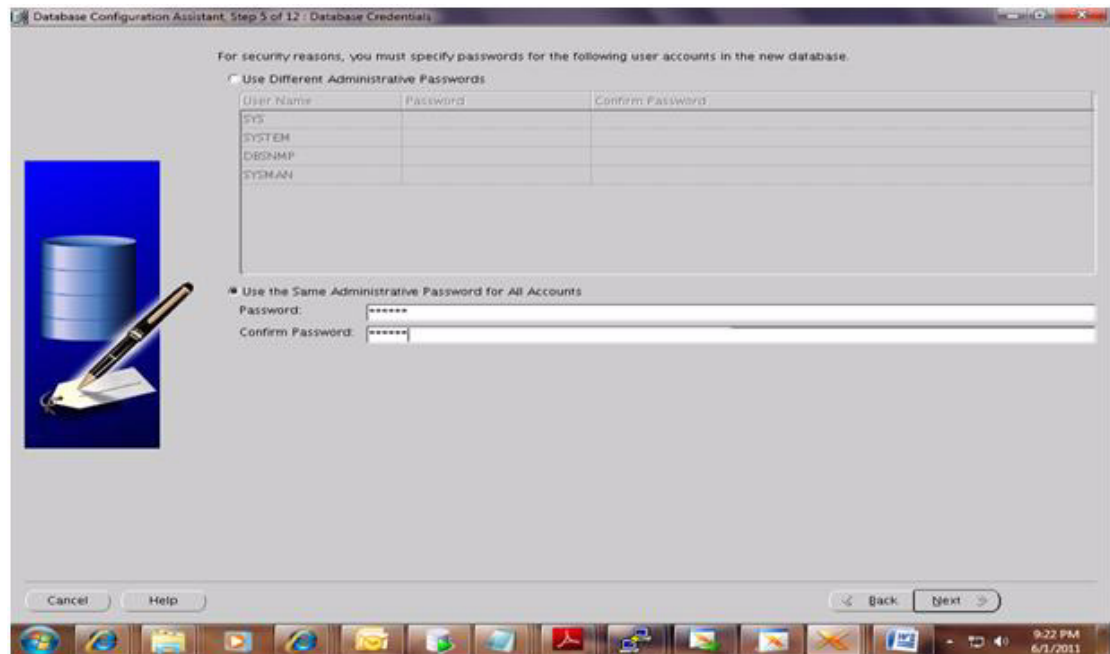 Database Configuration Assistant, Step 5 of 12 : Database Credentials
For security reasons, you must specify passwords for the following user accounts in the new database.
Use Different Administrative Passwords
User Name Password Confirm Password
SYS
SYSTEM
DBSNMP
SYSMAN
Use the Same Administrative Password for All Accounts
Password: ******
Confirm Password: ******
Cancel Help Back Next
9:22 PM
6/1/2011